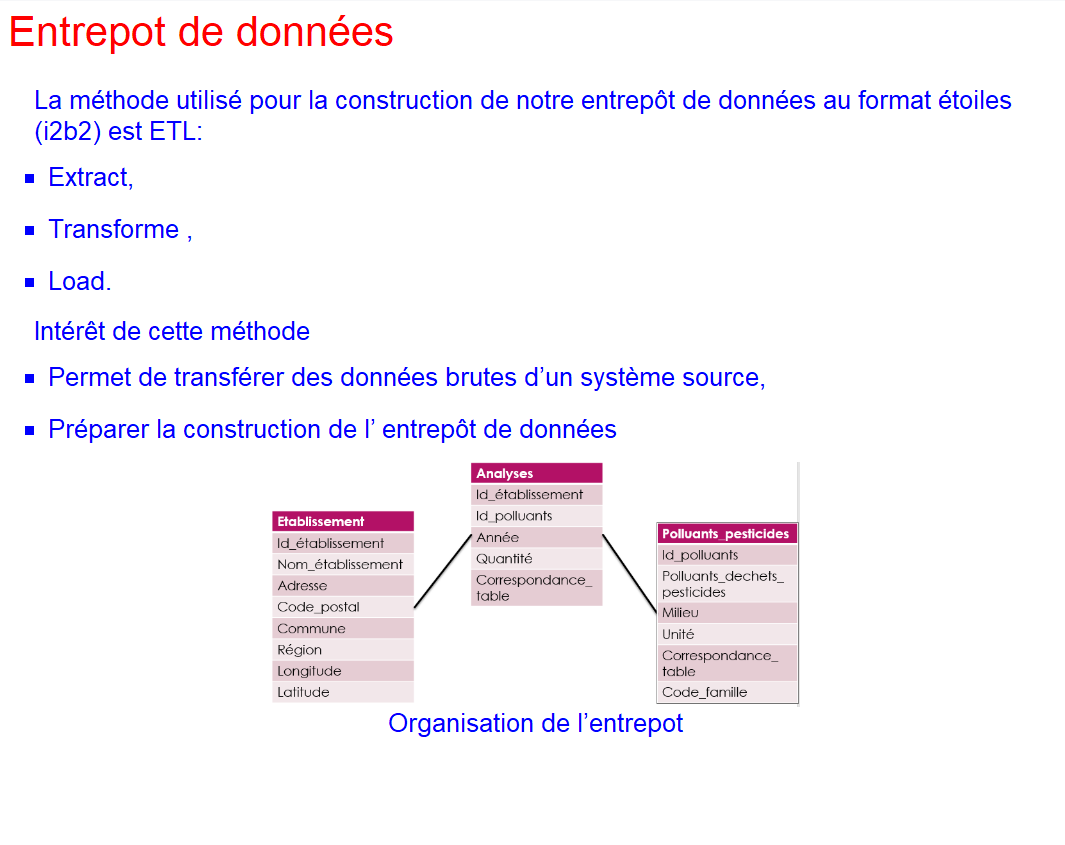 Entrepot de données
La méthode utilisé pour la construction de notre entrepôt de données au format étoiles
(i2b2) est ETL:
Extract,
Transforme ,
Load.
Intérêt de cette méthode
Permet de transférer des données brutes d’un système source,
Préparer la construction de l’ entrepôt de données
Etablissement
Id_établissement
Nom_établissement
Adresse
Code_postal
Commune
Région
Longitude
Latitude
Analyses
Id_établissement
Id_polluants
Année
Quantité
Correspondance_
table
Polluants_pesticides
Id_polluants
Polluants_dechets_
pesticides
Milieu
Unité
Correspondance_
table
Code_famille
Organisation de l’entrepot